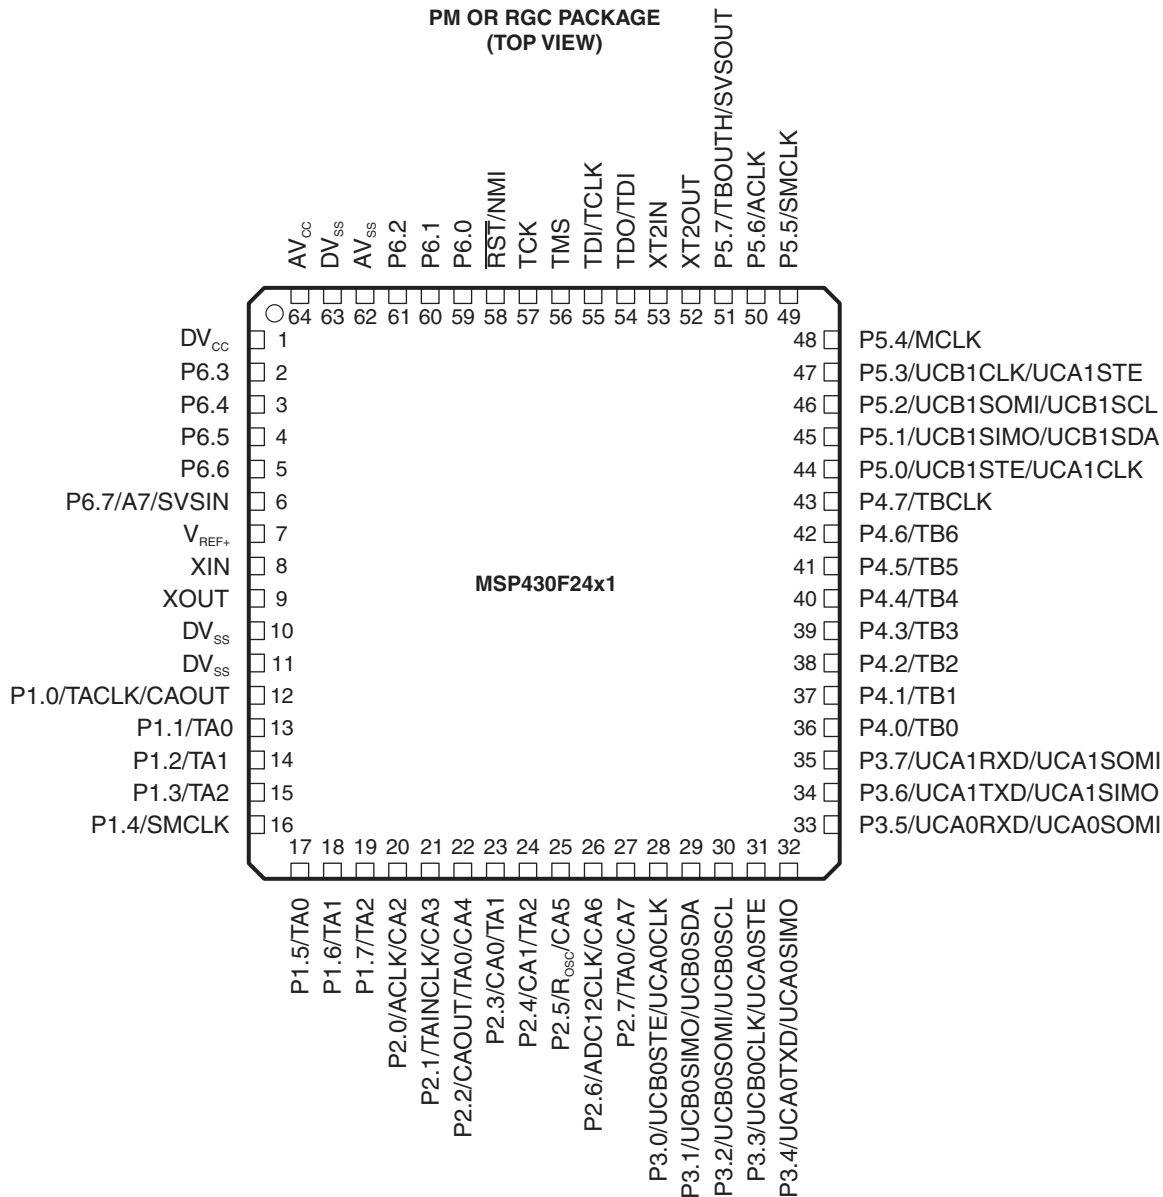 PM OR RGC PACKAGE
(TOP VIEW)
AVCC
DVSS
AVSS
P6.2
P6.1
P6.0
RST/NMI
TCK
TMS
TDI/TCLK
TDO/TDI
XT2IN
XT2OUT
P5.7/TBOUTH/SVSOUT
P5.6/ACLK
P5.5/SMCLK
64 63 62 61 60 59 58 57 56 55 54 53 52 51 50 49
DVCC 1
P6.3 2
P6.4 3
P6.5 4
P6.6 5
P6.7/A7/SVSIN 6
VREF+ 7
XIN 8
XOUT 9
DVSS 10
DVSS 11
P1.0/TACLK/CAOUT 12
P1.1/TA0 13
P1.2/TA1 14
P1.3/TA2 15
P1.4/SMCLK 16
MSP430F24x1
48 P5.4/MCLK
47 P5.3/UCB1CLK/UCA1STE
46 P5.2/UCB1SOMI/UCB1SCL
45 P5.1/UCB1SIMO/UCB1SDA
44 P5.0/UCB1STE/UCA1CLK
43 P4.7/TBCLK
42 P4.6/TB6
41 P4.5/TB5
40 P4.4/TB4
39 P4.3/TB3
38 P4.2/TB2
37 P4.1/TB1
36 P4.0/TB0
35 P3.7/UCA1RXD/UCA1SOMI
34 P3.6/UCA1TXD/UCA1SIMO
33 P3.5/UCA0RXD/UCA0SOMI
17 18 19 20 21 22 23 24 25 26 27 28 29 30 31 32
P1.5/TA0
P1.6/TA1
P1.7/TA2
P2.0/ACLK/CA2
P2.1/TAINCLK/CA3
P2.2/CAOUT/TA0/CA4
P2.3/CA0/TA1
P2.4/CA1/TA2
P2.5/ROSC/CA5
P2.6/ADC12CLK/CA6
P2.7/TA0/CA7
P3.0/UCB0STE/UCA0CLK
P3.1/UCB0SIMO/UCB0SDA
P3.2/UCB0SOMI/UCB0SCL
P3.3/UCB0CLK/UCA0STE
P3.4/UCA0TXD/UCA0SIMO